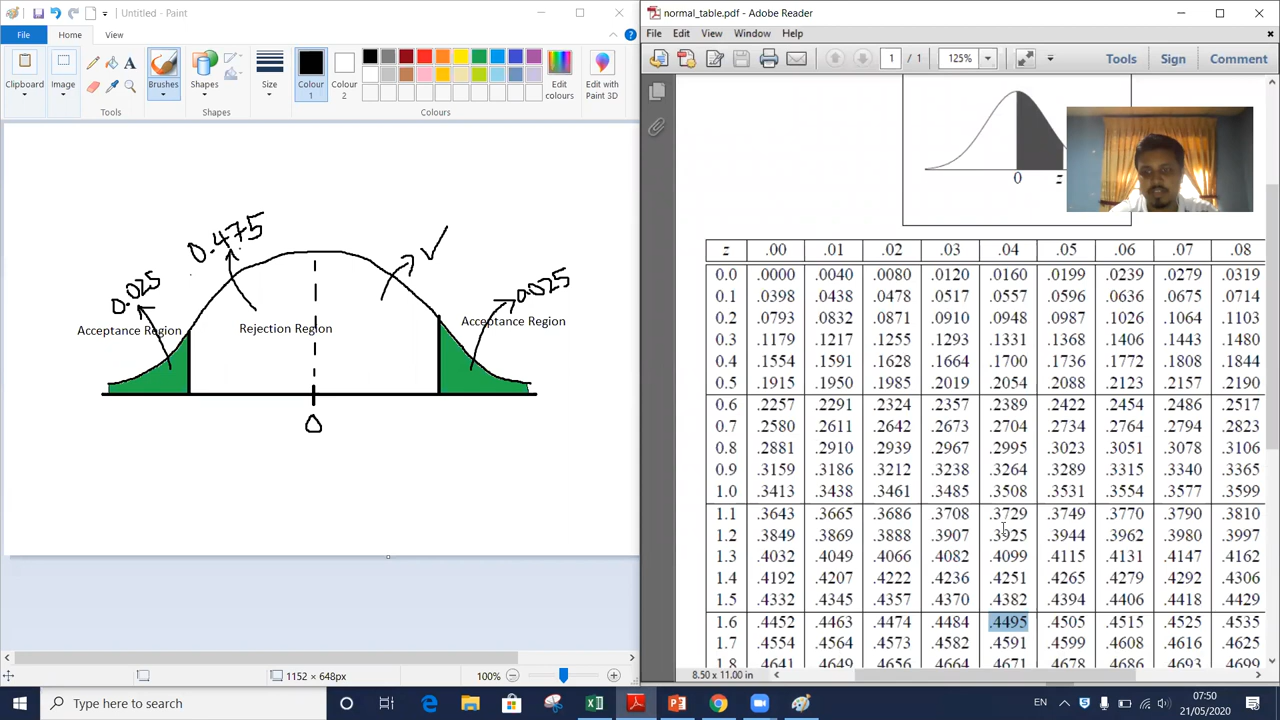 Untitled - Paint
File
Home
View
Clipboard
Image
Tools
Brushes
Shapes
Shapes
Size
Colour
1
Colour
2
Edit
colours
Edit with
Paint 3D
Colours
0.475
0.025
0.025
Acceptance Region
Rejection Region
Acceptance Region
0
1152 × 648px
100%
normal_table.pdf - Adobe Reader
File Edit View Window Help
1 / 1
125%
Tools
Sign
Comment
0 z
z .00 .01 .02 .03 .04 .05 .06 .07 .08
0.0 .0000 .0040 .0080 .0120 .0160 .0199 .0239 .0279 .0319
0.1 .0398 .0438 .0478 .0517 .0557 .0596 .0636 .0675 .0714
0.2 .0793 .0832 .0871 .0910 .0948 .0987 .1026 .1064 .1103
0.3 .1179 .1217 .1255 .1293 .1331 .1368 .1406 .1443 .1480
0.4 .1554 .1591 .1628 .1664 .1700 .1736 .1772 .1808 .1844
0.5 .1915 .1950 .1985 .2019 .2054 .2088 .2123 .2157 .2190
0.6 .2257 .2291 .2324 .2357 .2389 .2422 .2454 .2486 .2517
0.7 .2580 .2611 .2642 .2673 .2704 .2734 .2764 .2794 .2823
0.8 .2881 .2910 .2939 .2967 .2995 .3023 .3051 .3078 .3106
0.9 .3159 .3186 .3212 .3238 .3264 .3289 .3315 .3340 .3365
1.0 .3413 .3438 .3461 .3485 .3508 .3531 .3554 .3577 .3599
1.1 .3643 .3665 .3686 .3708 .3729 .3749 .3770 .3790 .3810
1.2 .3849 .3869 .3888 .3907 .3925 .3944 .3962 .3980 .3997
1.3 .4032 .4049 .4066 .4082 .4099 .4115 .4131 .4147 .4162
1.4 .4192 .4207 .4222 .4236 .4251 .4265 .4279 .4292 .4306
1.5 .4332 .4345 .4357 .4370 .4382 .4394 .4406 .4418 .4429
1.6 .4452 .4463 .4474 .4484 .4495 .4505 .4515 .4525 .4535
1.7 .4554 .4564 .4573 .4582 .4591 .4599 .4608 .4616 .4625
1.8 .4641 .4649 .4656 .4664 .4671 .4678 .4686 .4693 .4699
8.50 x 11.00 in
Type here to search
EN
07:50
21/05/2020